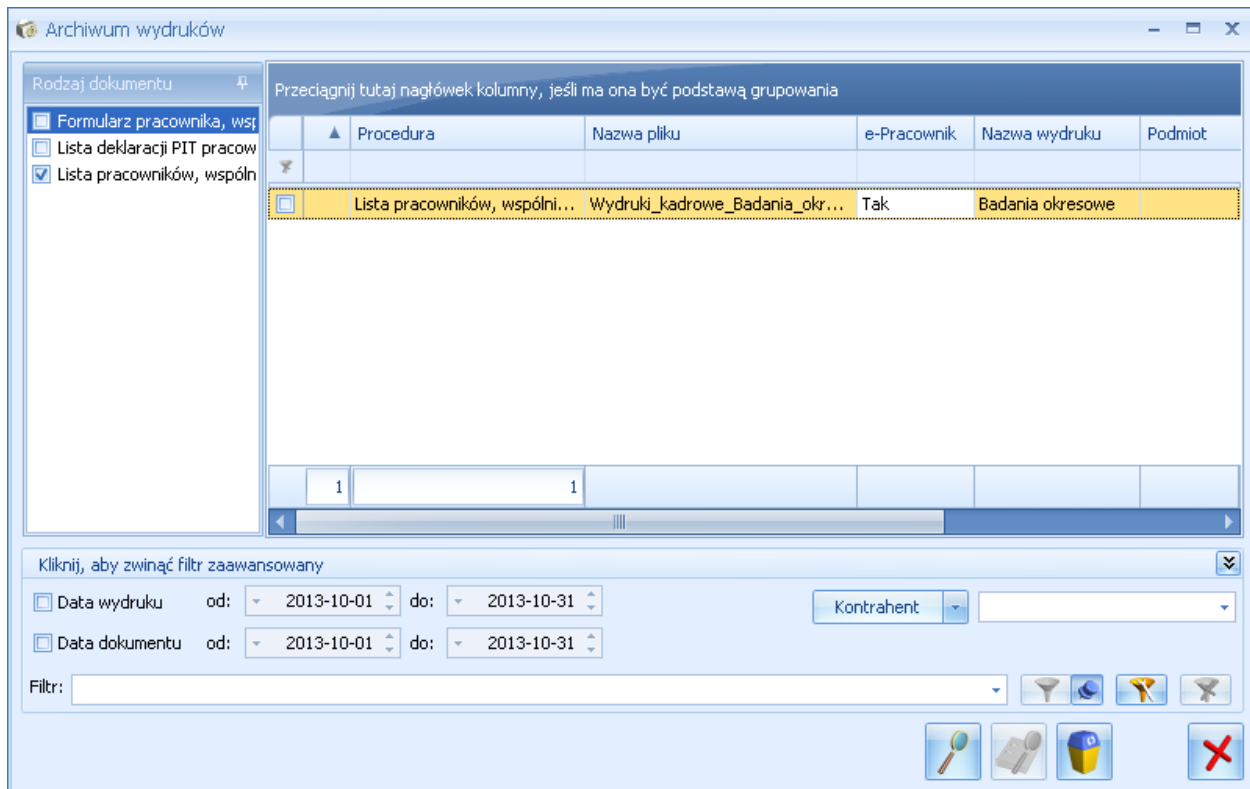 Archiwum wydruków
Rodzaj dokumentu
Formularz pracownika, wsp
Lista deklaracji PIT pracow
Lista pracowników, wspóln
Przeciągnij tutaj nagłówek kolumny, jeśli ma ona być podstawą grupowania
Procedura Nazwa pliku e-Pracownik Nazwa wydruku Podmiot
Lista pracowników, wspólni... Wydruki_kadrowe_Badania_okr... Tak Badania okresowe
1 1
Kliknij, aby zwinąć filtr zaawansowany
Data wydruku od: 2013-10-01 do: 2013-10-31 Kontrahent
Data dokumentu od: 2013-10-01 do: 2013-10-31
Filtr: